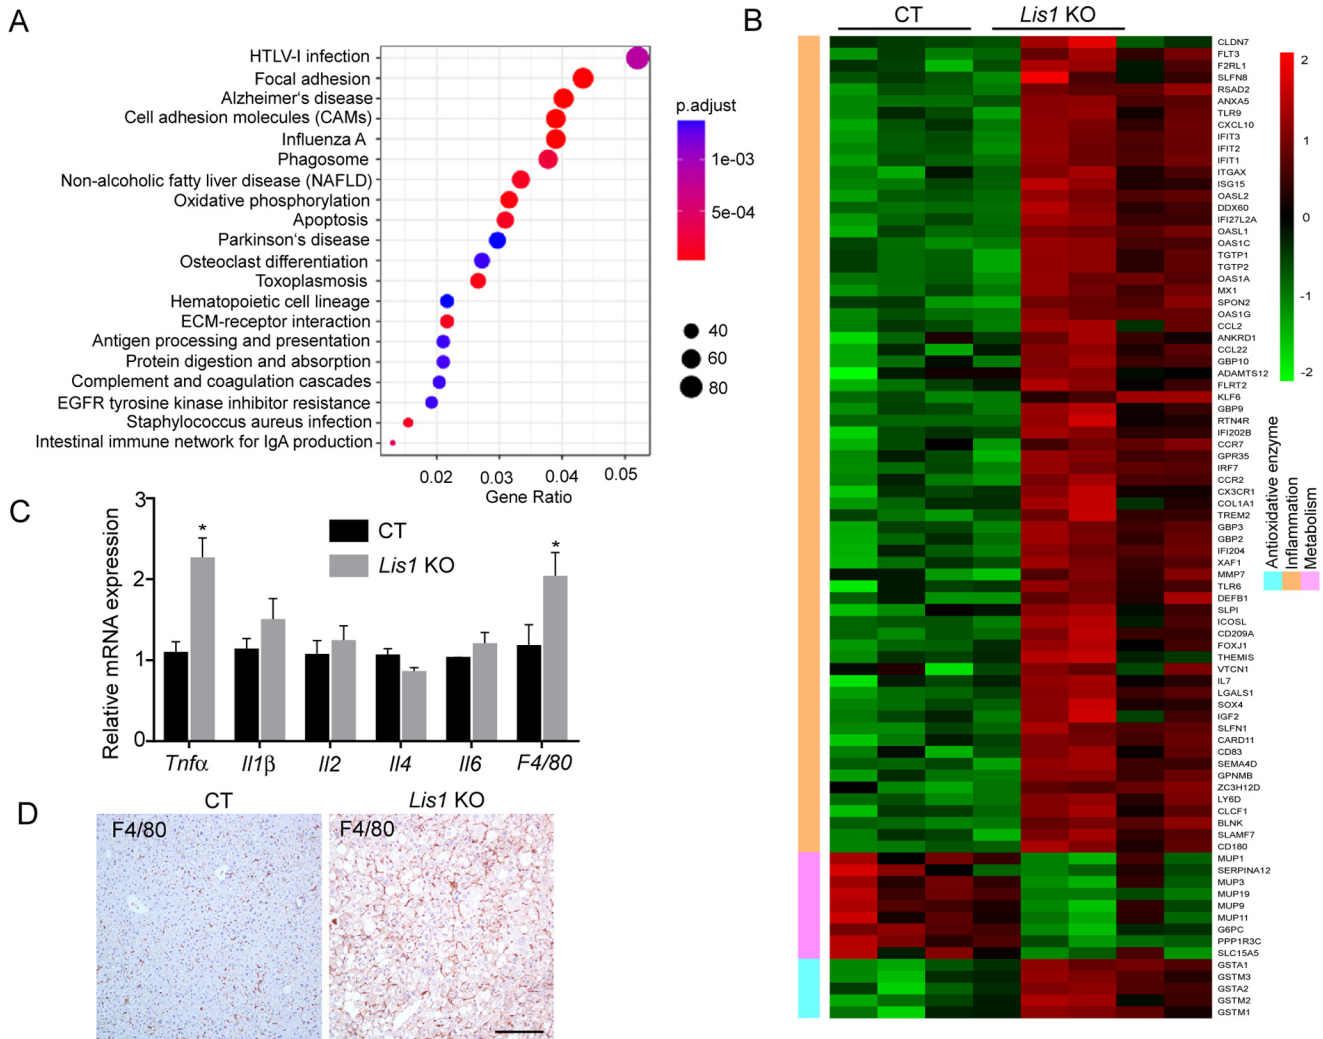 A
HTLV-I infection
Focal adhesion
Alzheimer's disease
Cell adhesion molecules (CAMs)
Influenza A
Phagosome
Non-alcoholic fatty liver disease (NAFLD)
Oxidative phosphorylation
Apoptosis
Parkinson's disease
Osteoclast differentiation
Toxoplasmosis
Hematopoietic cell lineage
ECM-receptor interaction
Antigen processing and presentation
Protein digestion and absorption
Complement and coagulation cascades
EGFR tyrosine kinase inhibitor resistance
Staphylococcus aureus infection
Intestinal immune network for IgA production
0.02 0.03 0.04 0.05
Gene Ratio
p.adjust
1e-03
5e-04
40
60
80
B
CT Lis1 KO
CLDN7
FLT3
F2RL1
SLFN8
RSAD2
ANXA5
TLR9
CXCL10
IFIT3
IFIT2
IFIT1
ITGAX
ISG15
OASL2
DDX60
IFI27L2A
OASL1
OAS1C
TGTP1
TGTP2
OAS1A
MX1
SPON2
OAS1G
CCL2
ANKRD1
CCL22
GBP10
ADAMTS12
FLRT2
KLF6
GBP9
RTN4R
IFI202B
CCR7
GPR35
IRF7
CCR2
CX3CR1
COL1A1
TREM2
GBP3
GBP2
IFI204
XAF1
MMP7
TLR6
DEFB1
SLPI
ICOSL
CD209A
FOXJ1
THEMIS
VTCN1
IL7
LGALS1
SOX4
IGF2
SLFN1
CARD11
CD83
SEMA4D
GPNMB
ZC3H12D
LY6D
CLCF1
BLNK
SLAMF7
CD180
MUP1
SERPINA12
MUP3
MUP19
MUP9
MUP11
G6PC
PPP1R3C
SLC15A5
GSTA1
GSTM3
GSTA2
GSTM2
GSTM1
2
1
0
-1
-2
Antioxidative enzyme
Inflammation
Metabolism
C
Relative mRNA expression
3
2
1
0
CT
Lis1 KO
* *
Tnfα Il1β Il2 Il4 Il6 F4/80
D
CT Lis1 KO
F4/80 F4/80